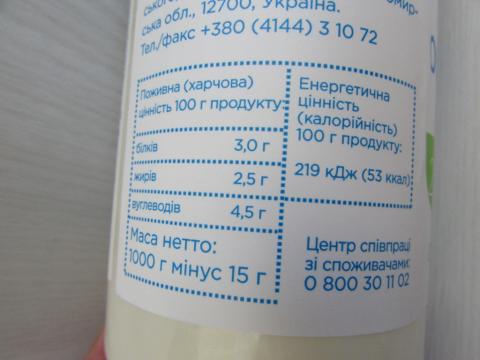 ська обл., 12700, Україна.
Тел./факс +380 (4144) 3 10 72
Поживна (харчова)
цінність 100 г продукту:
білків 3,0 г
жирів 2,5 г
вуглеводів 4,5 г
Маса нетто:
1000 г мінус 15 г
Енергетична
цінність
(калорійність)
100 г продукту:
219 кДж (53 ккал)
Центр співпраці
зі споживачами:
0 800 30 11 02